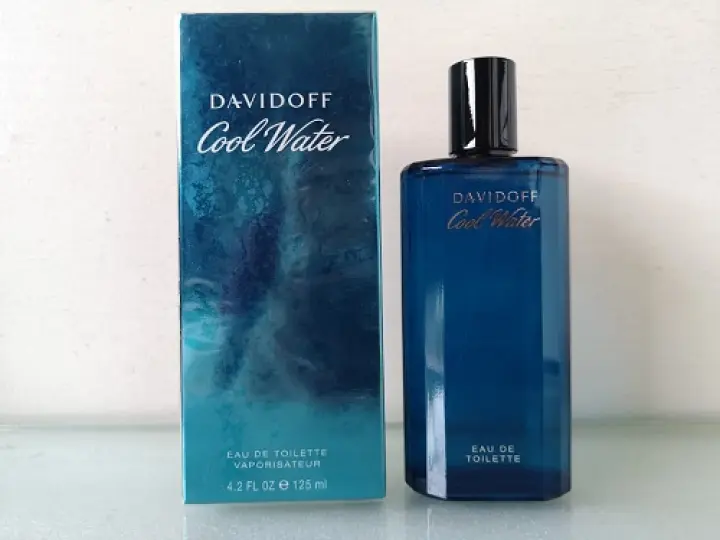 DAVIDOFF
Cool Water
EAU DE TOILETTE
VAPORISATEUR
4.2 FL OZ ℮ 125 ml
DAVIDOFF
Cool Water
EAU DE
TOILETTE